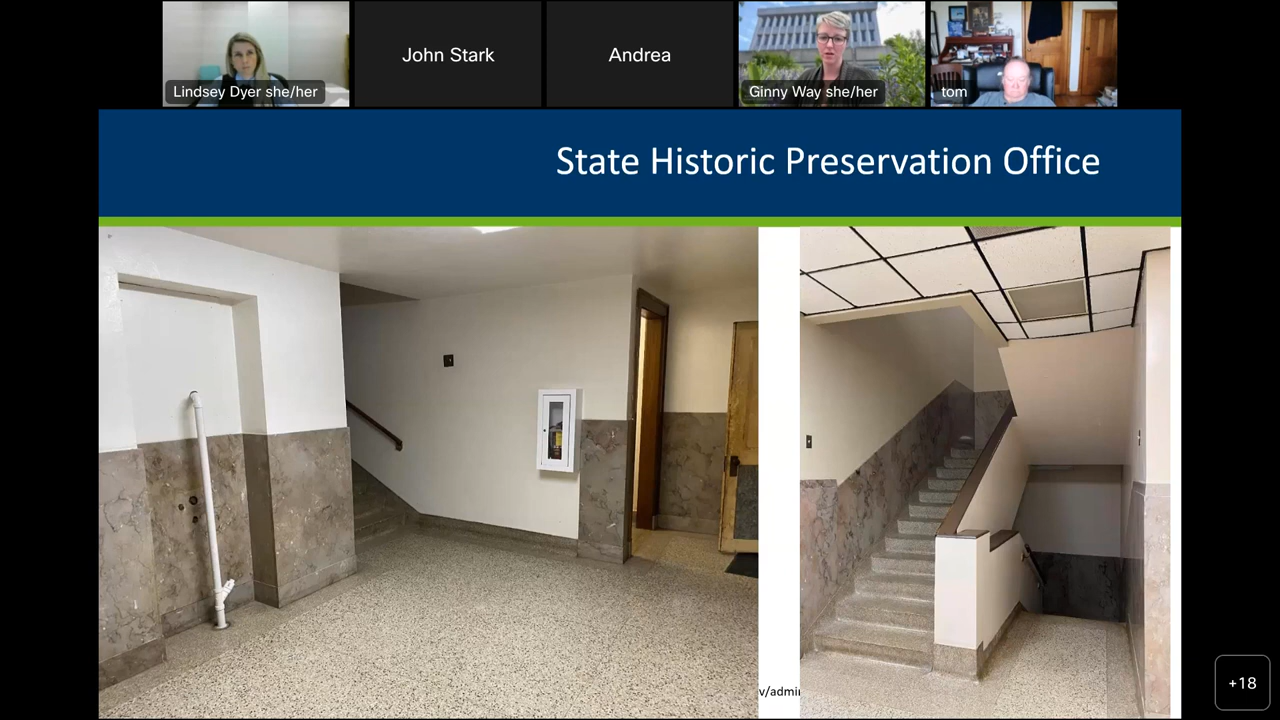 Lindsey Dyer she/her
John Stark
Andrea
Ginny Way she/her
tom
State Historic Preservation Office
v/admi
+18